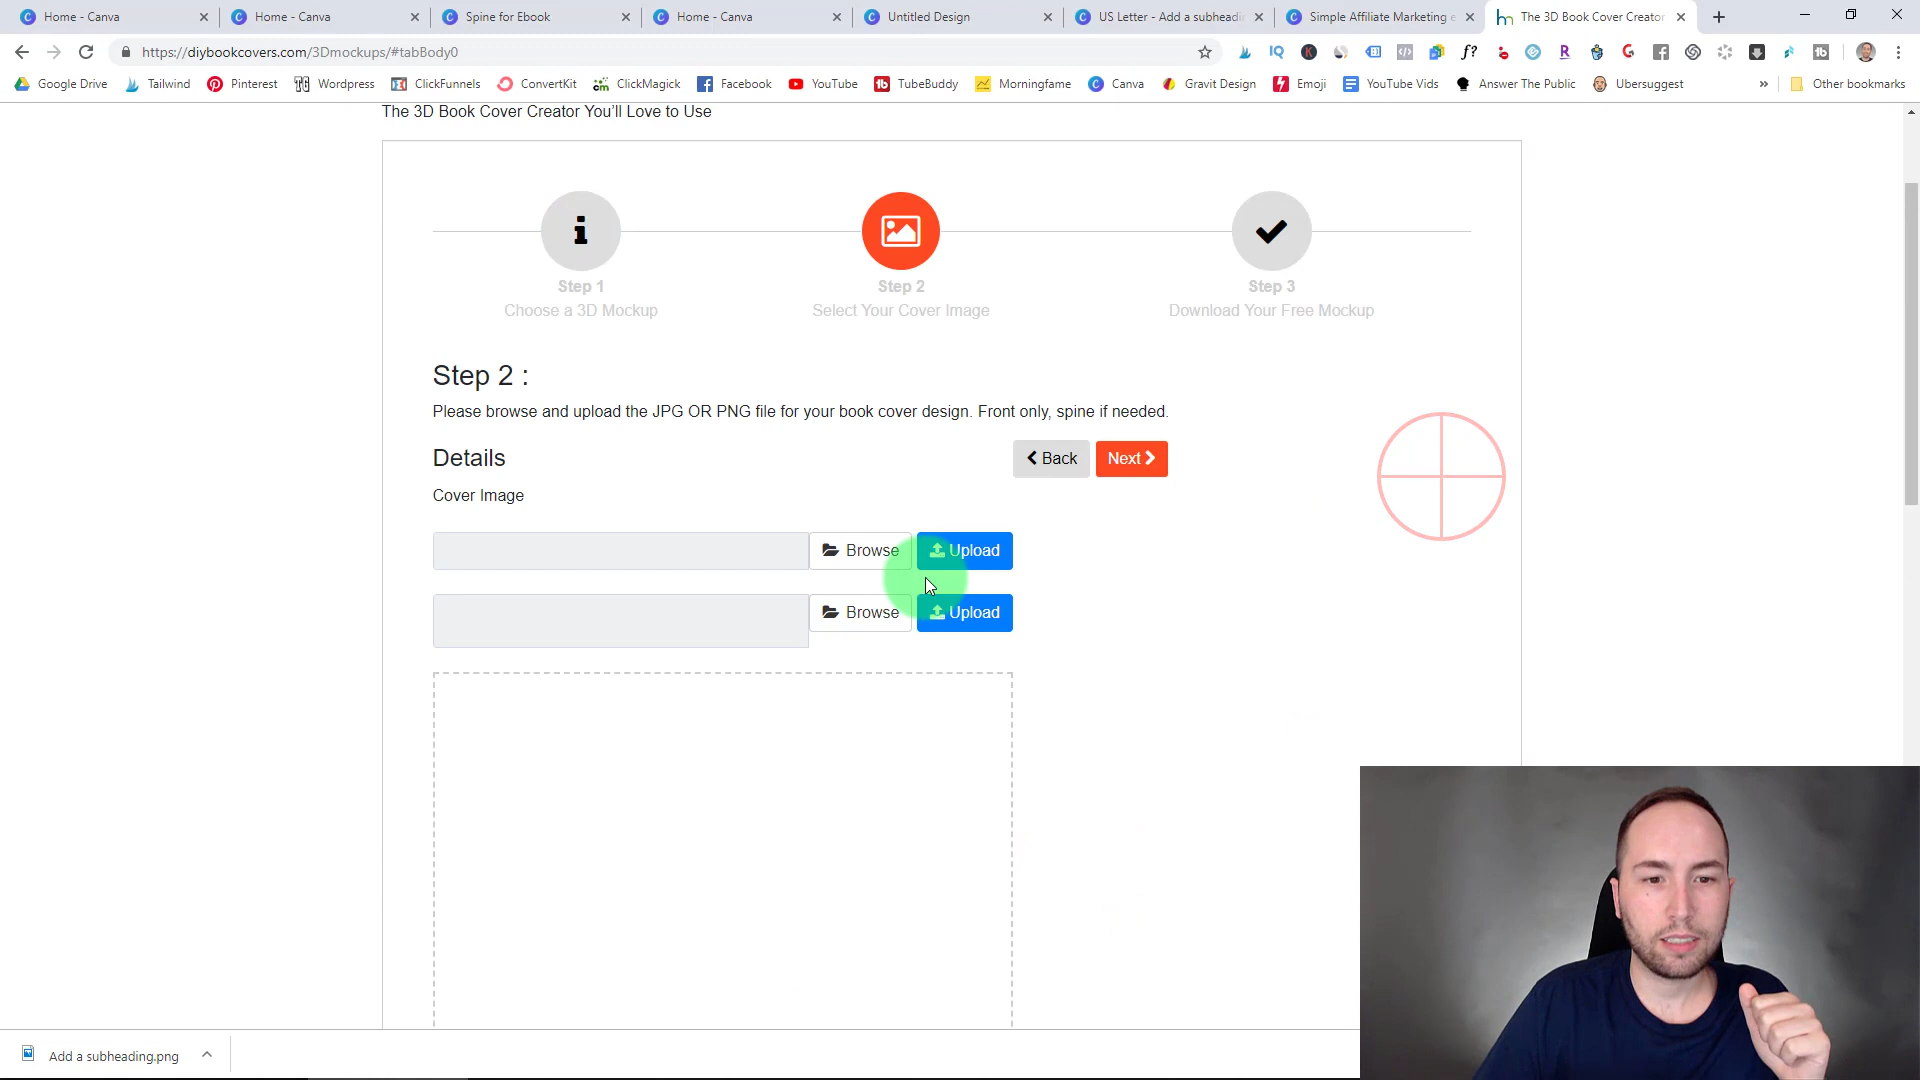 Home - Canva
Home - Canva
Spine for Ebook
Home - Canva
Untitled Design
US Letter - Add a subheadi
Simple Affiliate Marketing e
The 3D Book Cover Creator
https://diybookcovers.com/3Dmockups/#tabBody0
Google Drive
Tailwind
Pinterest
Wordpress
ClickFunnels
ConvertKit
ClickMagick
Facebook
YouTube
TubeBuddy
Morningfame
Canva
Gravit Design
Emoji
YouTube Vids
Answer The Public
Ubersuggest
Other bookmarks
The 3D Book Cover Creator You'll Love to Use
Step 1
Choose a 3D Mockup
Step 2
Select Your Cover Image
Step 3
Download Your Free Mockup
Step 2 :
Please browse and upload the JPG OR PNG file for your book cover design. Front only, spine if needed.
Details
Back
Next
Cover Image
Browse
Upload
Browse
Upload
Add a subheading.png